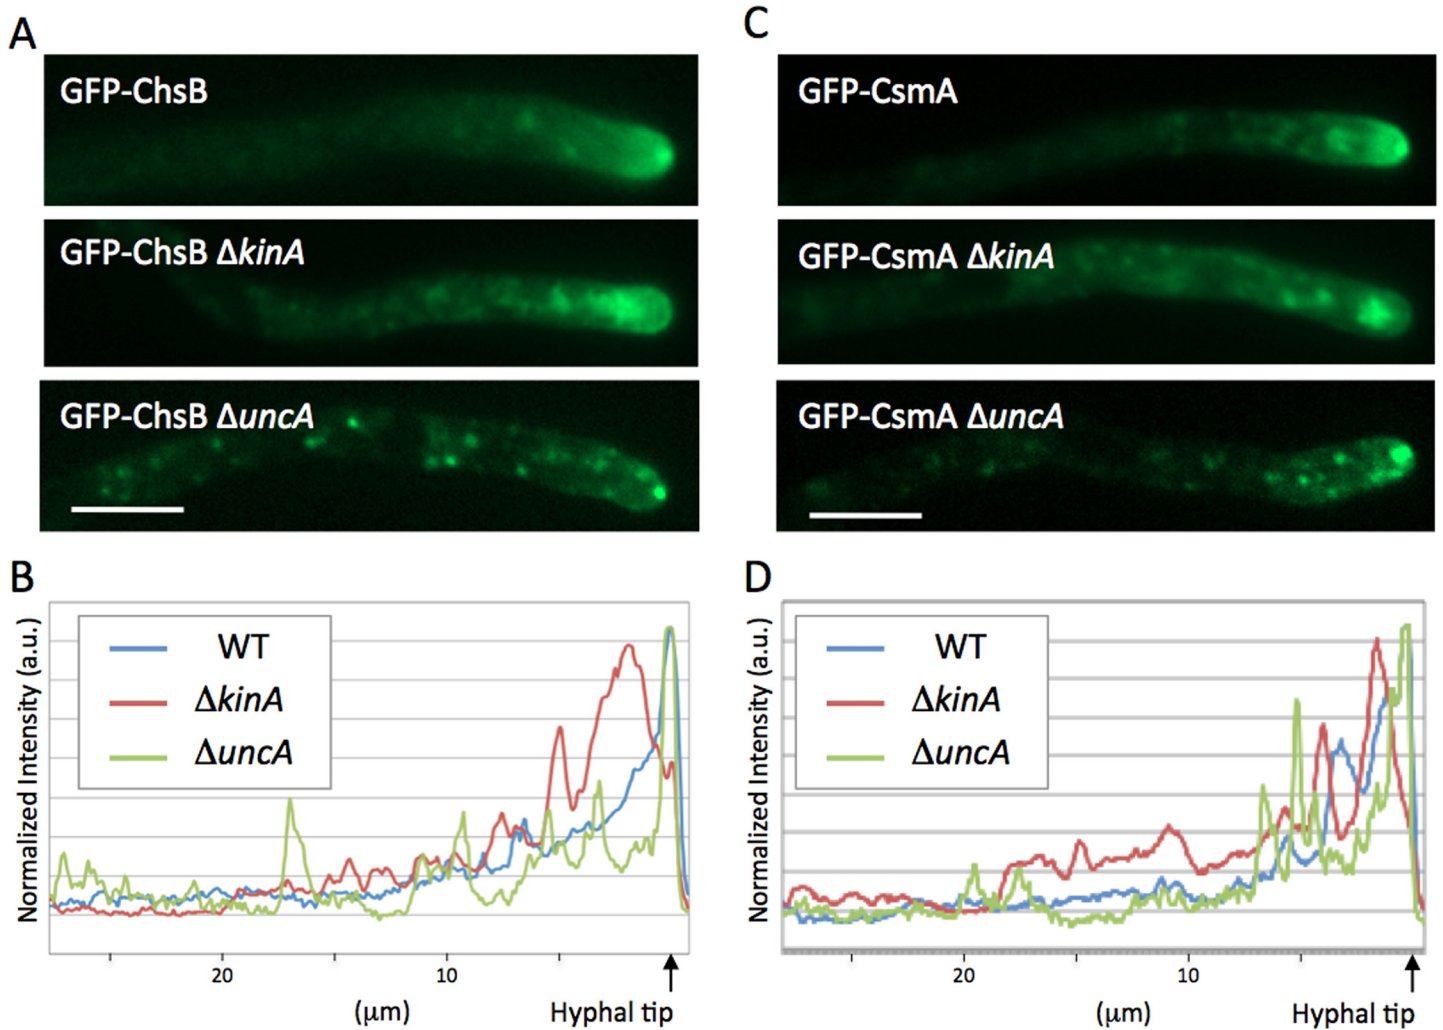 A
GFP-ChsB
GFP-ChsB ΔkinA
GFP-ChsB ΔuncA
C
GFP-CsmA
GFP-CsmA ΔkinA
GFP-CsmA ΔuncA
B
Normalized Intensity (a.u.)
WT
ΔkinA
ΔuncA
20
10
(μm)
Hyphal tip
D
Normalized Intensity (a.u.)
WT
ΔkinA
ΔuncA
20
10
(μm)
Hyphal tip